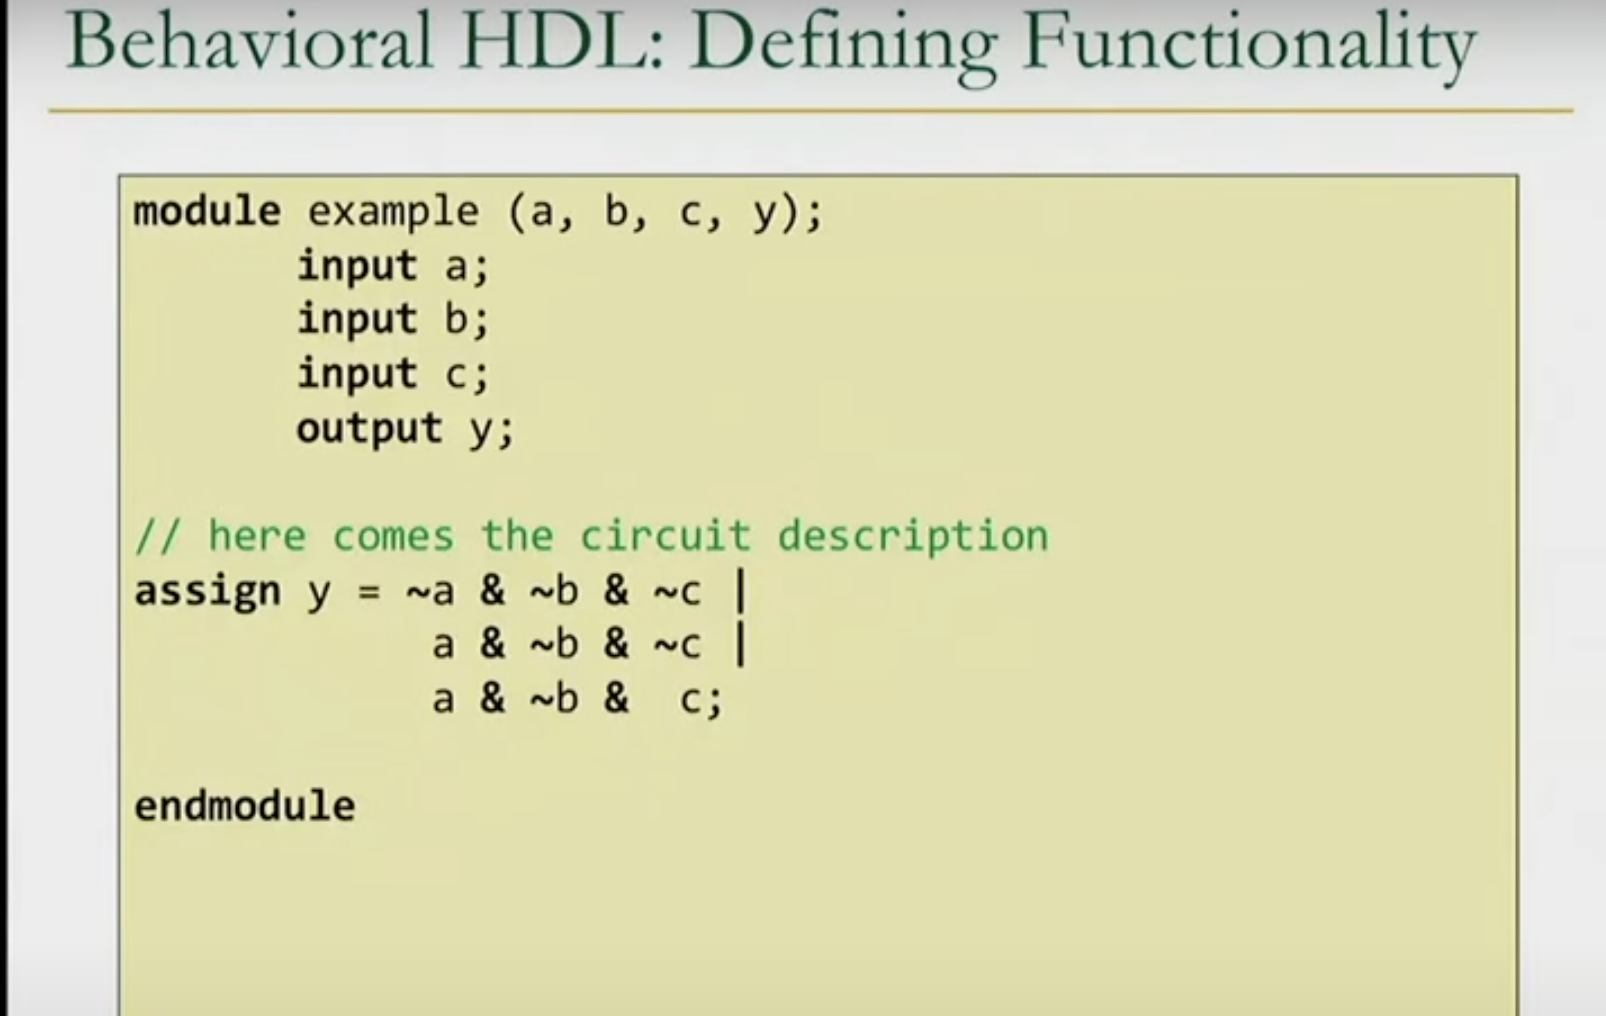 Behavioral HDL: Defining Functionality
module example (a, b, c, y);
input a;
input b;
input c;
output y;
// here comes the circuit description
assign y = ~a & ~b & ~c |
a & ~b & ~c |
a & ~b &  c;
endmodule